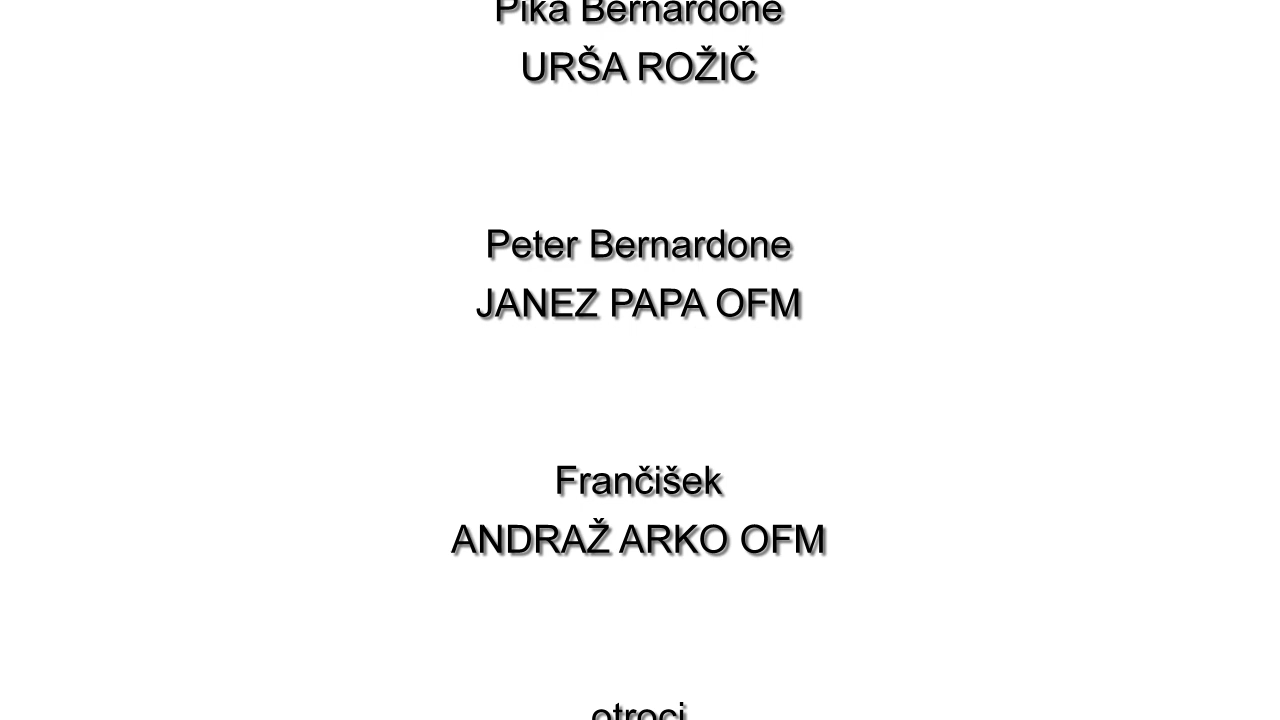 Pika Bernardone
URŠA ROŽIČ
Peter Bernardone
JANEZ PAPA OFM
Frančišek
ANDRAŽ ARKO OFM
otroci